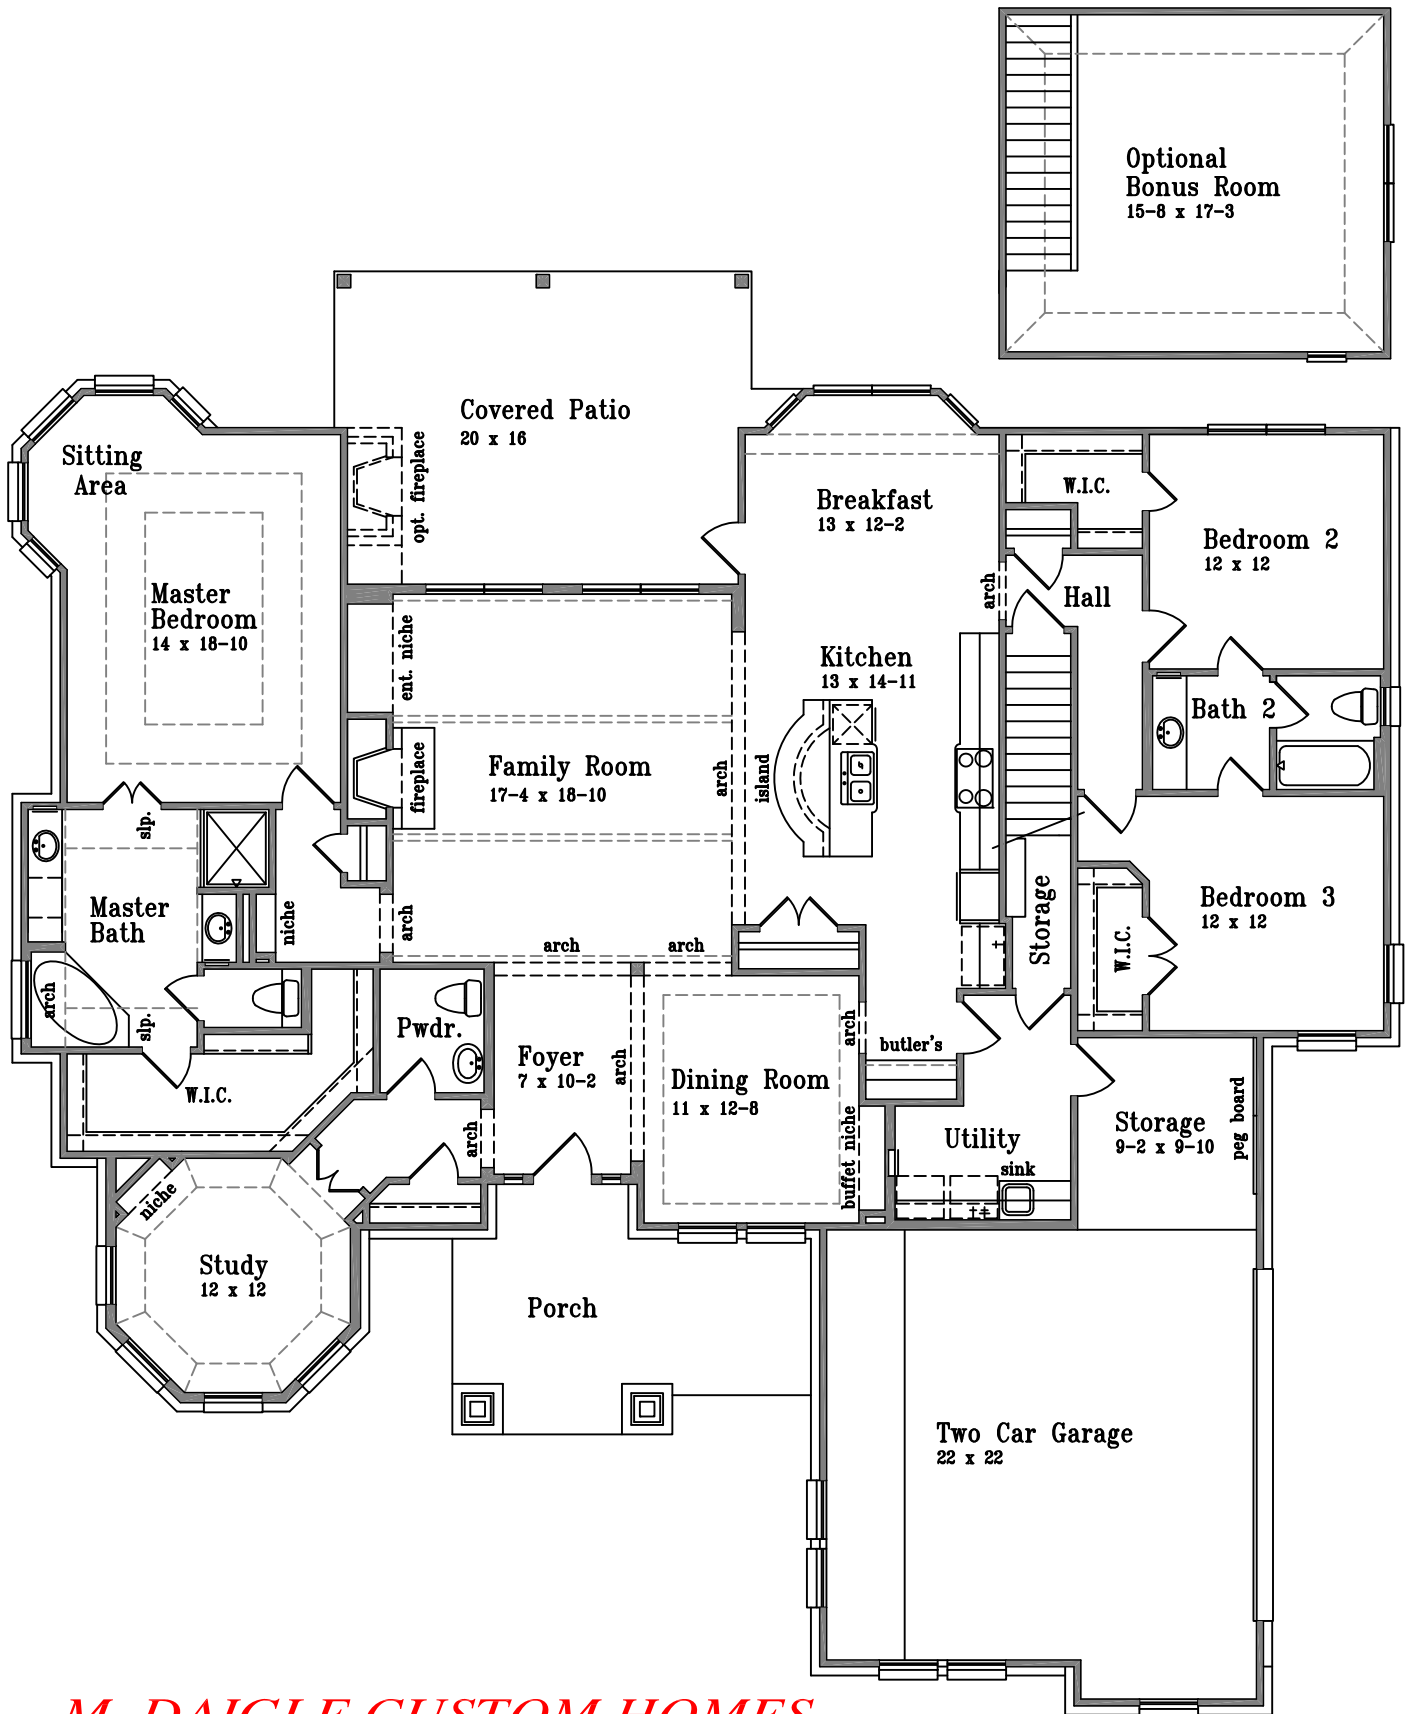 Optional
Bonus Room
15-8 x 17-3
Covered Patio
20 x 16
opt. fireplace
Sitting
Area
Master
Bedroom
14 x 18-10
Breakfast
13 x 12-2
W.I.C.
Bedroom 2
12 x 12
arch
Hall
ent. niche
Kitchen
13 x 14-11
Bath 2
fireplace
Family Room
17-4 x 18-10
arch
island
slp.
Master
Bath
niche
arch
arch
arch
Storage
W.I.C.
Bedroom 3
12 x 12
arch
slp.
Pwdr.
Foyer
7 x 10-2
arch
Dining Room
11 x 12-8
arch
butler's
W.I.C.
arch
buffet niche
Utility
sink
Storage
9-2 x 9-10
peg board
niche
Study
12 x 12
Porch
Two Car Garage
22 x 22
M. DAIGLE CUSTOM HOMES